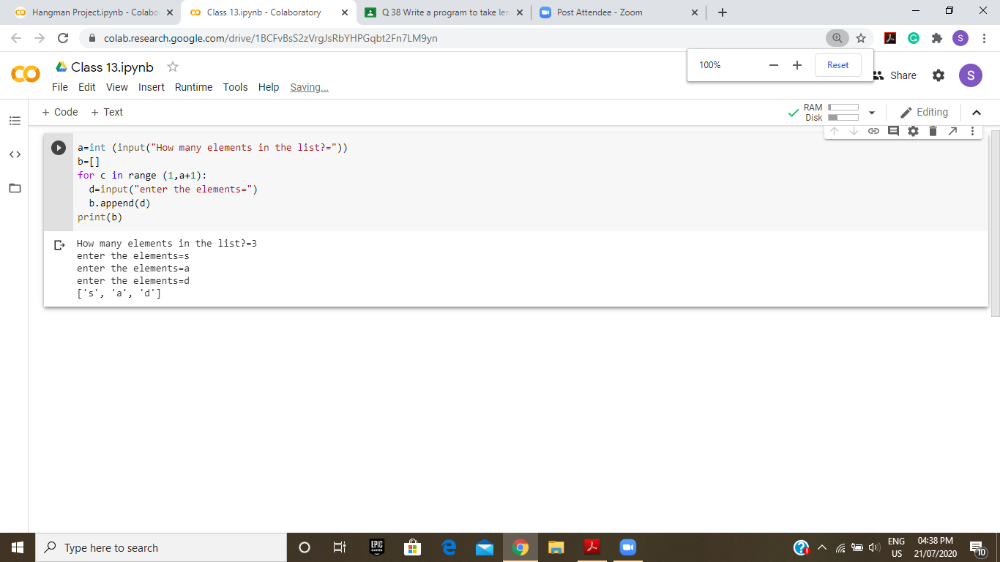 Hangman Project.ipynb - Colabo
Class 13.ipynb - Colaboratory
Q 38 Write a program to take len
Post Attendee - Zoom
colab.research.google.com/drive/1BCFvBsS2zVrgJsRbYHPGqbt2Fn7LM9yn
S
100%
Reset
Class 13.ipynb
Share
S
File Edit View Insert Runtime Tools Help Saving...
+ Code + Text
RAM
Disk
Editing
a=int (input("How many elements in the list?="))
b=[]
for c in range (1,a+1):
  d=input("enter the elements=")
  b.append(d)
print(b)
How many elements in the list?=3
enter the elements=s
enter the elements=a
enter the elements=d
['s', 'a', 'd']
Type here to search
EPIC
GAMES
ENG
US
04:38 PM
21/07/2020
10